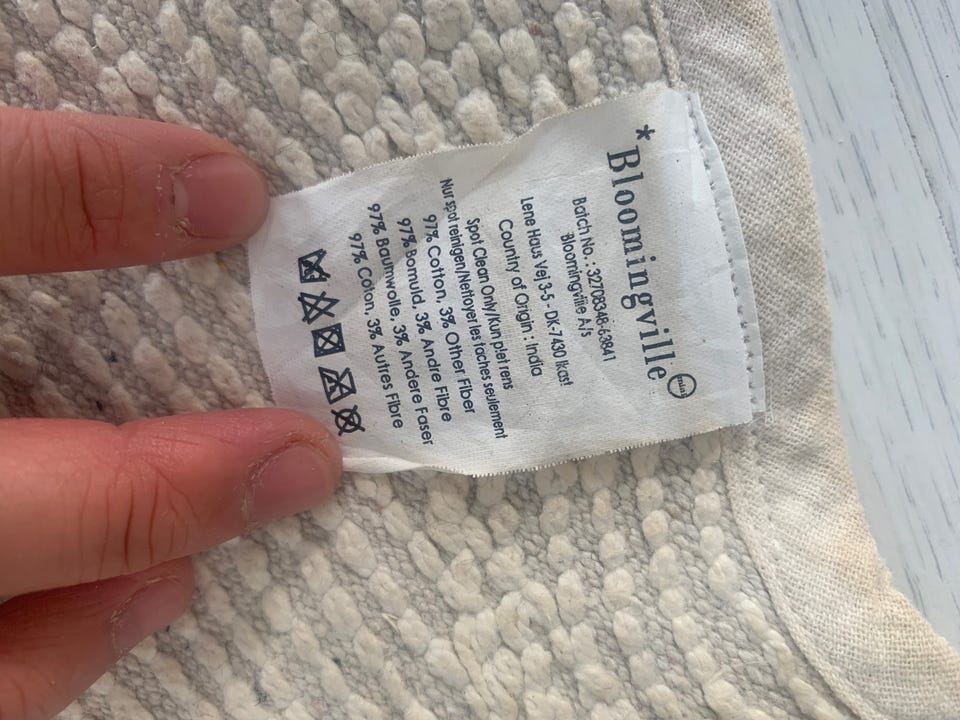 *Bloomingville mini
Batch No.: 32708348-63841
Bloomingville A/s
Lene Haus Vej 3-5 - DK-7430 Ikast
Country of Origin : India
Spot Clean Only/Kun plet rens
Nur spot reinigen/Nettoyer les taches seulement
97% Cotton, 3% Other Fiber
97% Bomuld, 3% Andre Fibre
97% Baumwolle, 3% Andere Faser
97% Coton, 3% Autres Fibre